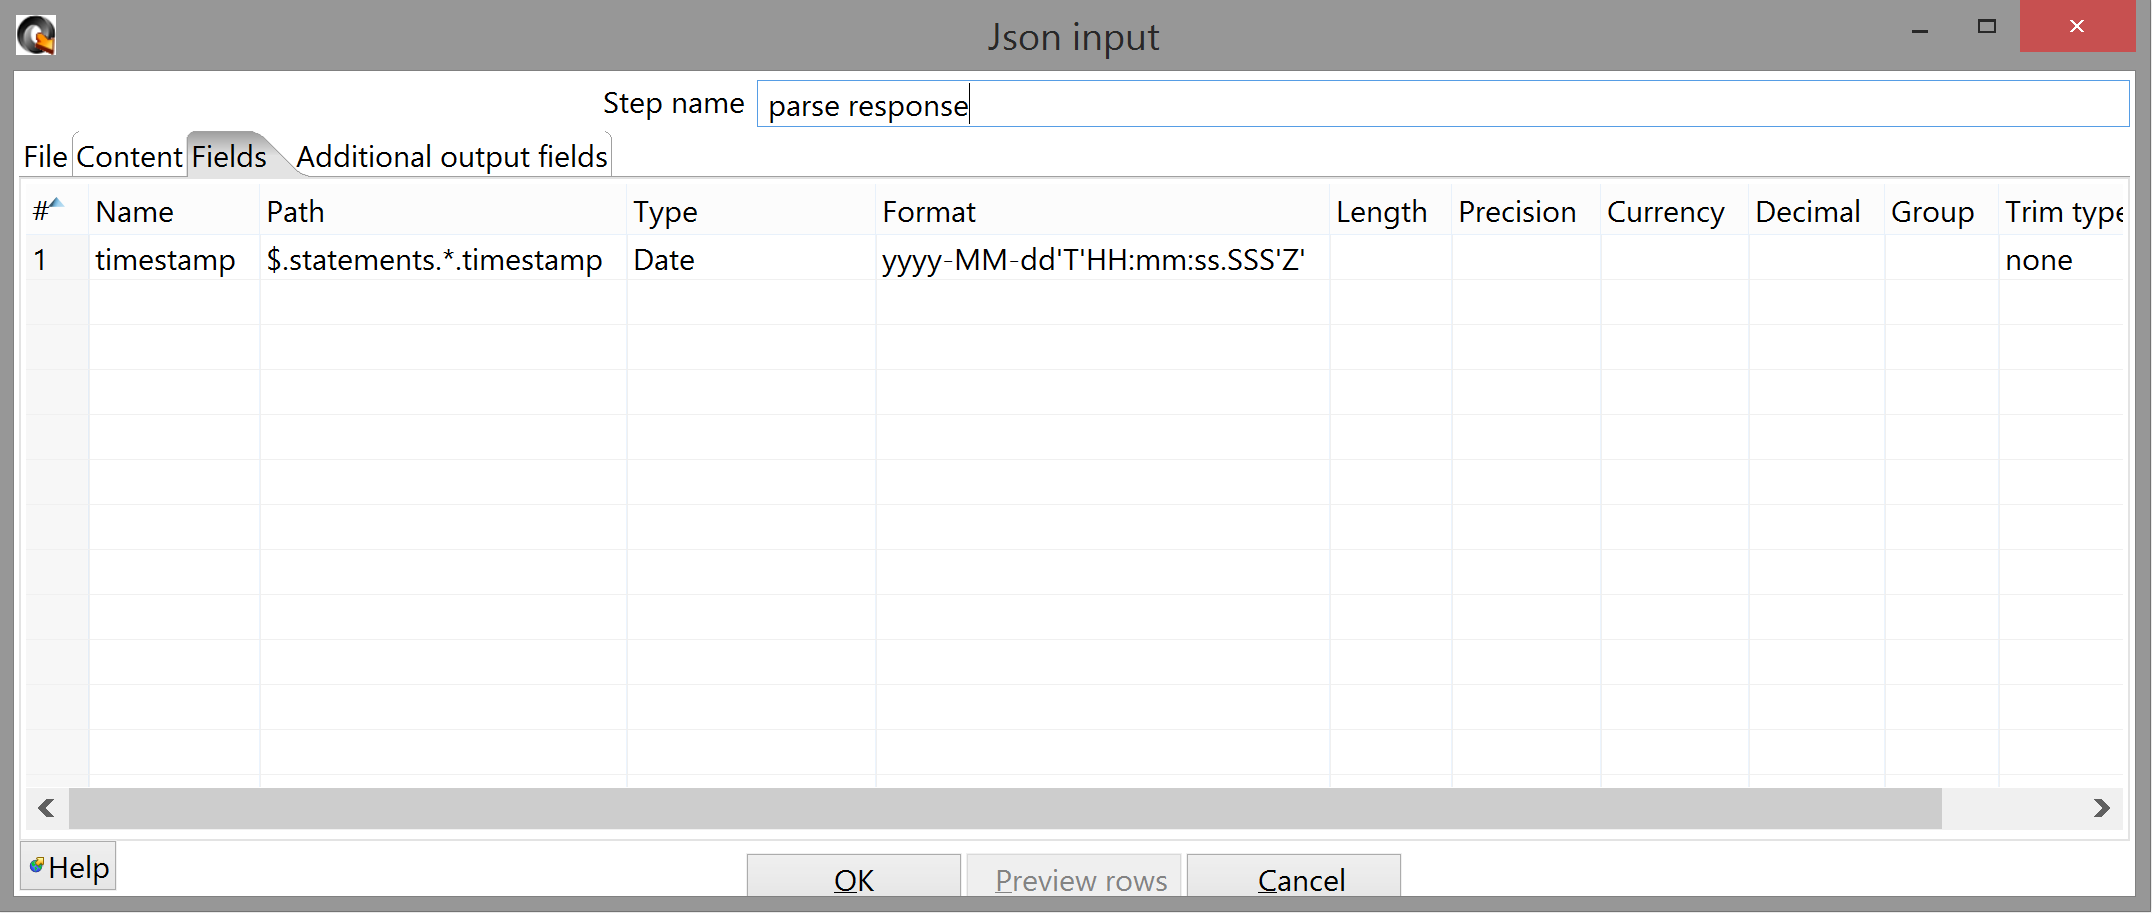 Json input
Step name parse response
File Content Fields Additional output fields
# Name Path Type Format Length Precision Currency Decimal Group Trim type
1 timestamp $.statements.*.timestamp Date yyyy-MM-dd'T'HH:mm:ss.SSS'Z' none
Help
OK Preview rows Cancel